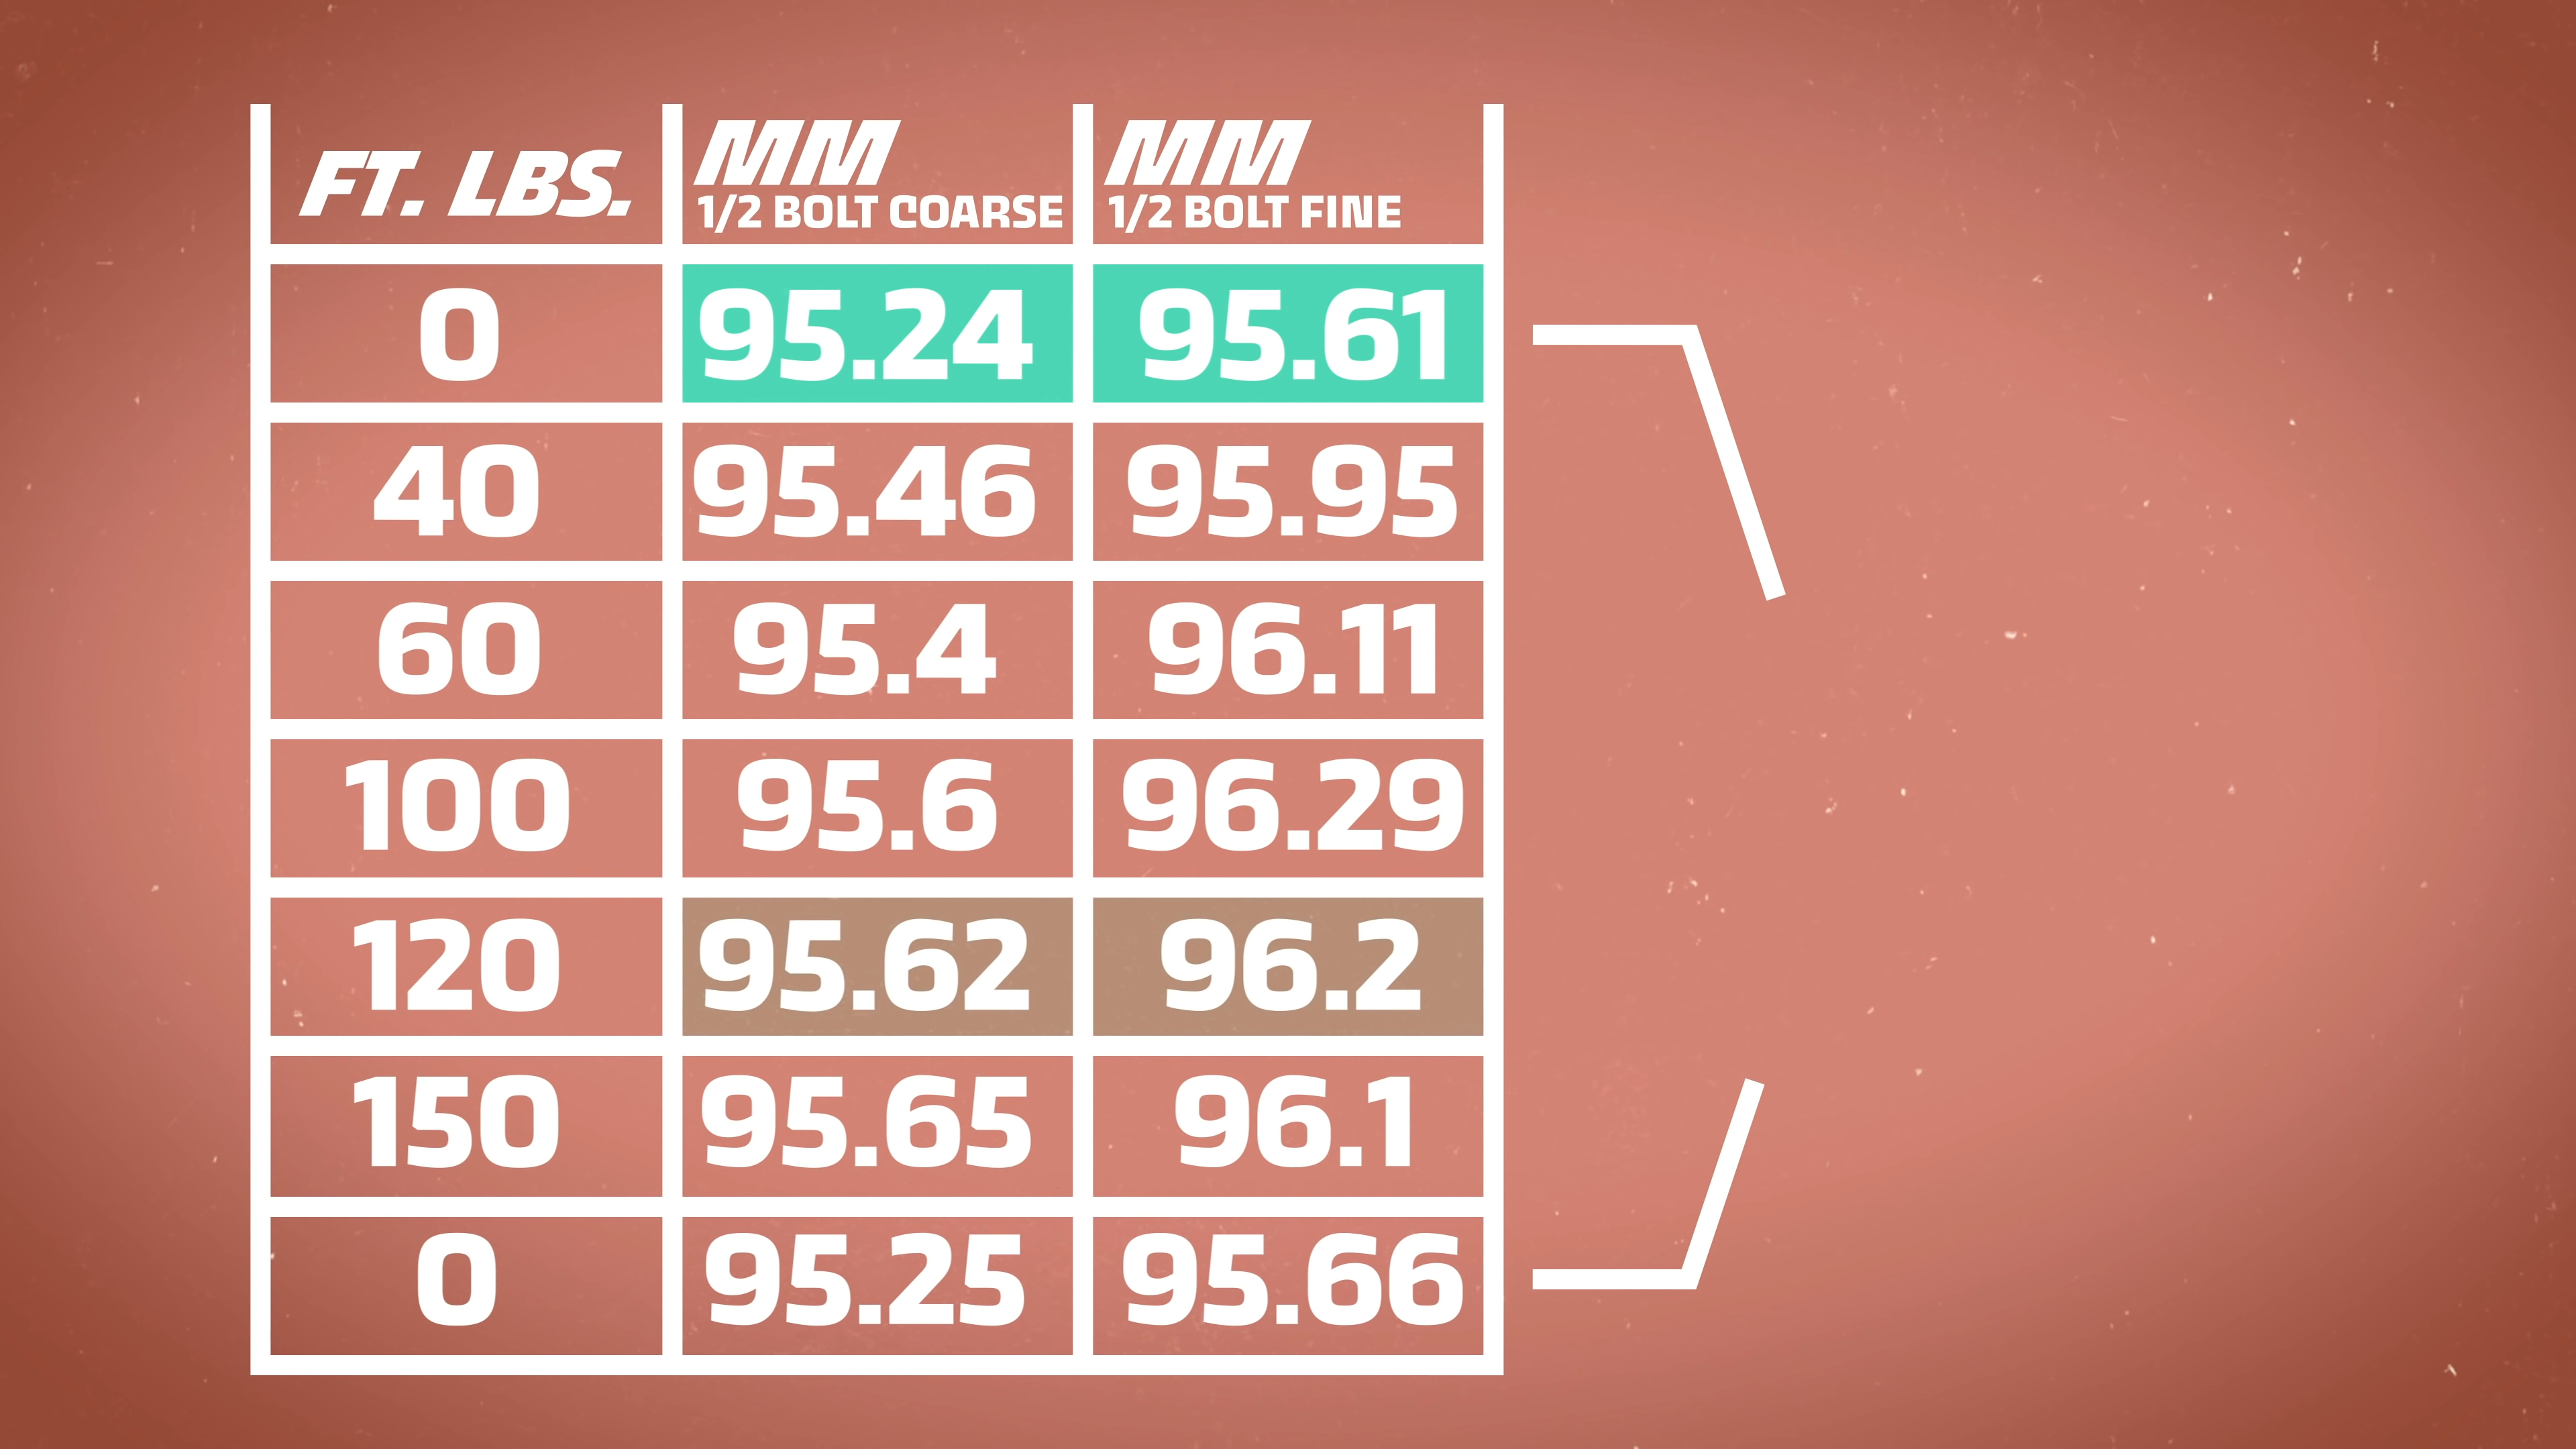 FT. LBS. MM MM
1/2 BOLT COARSE 1/2 BOLT FINE
0 95.24 95.61
40 95.46 95.95
60 95.4 96.11
100 95.6 96.29
120 95.62 96.2
150 95.65 96.1
0 95.25 95.66